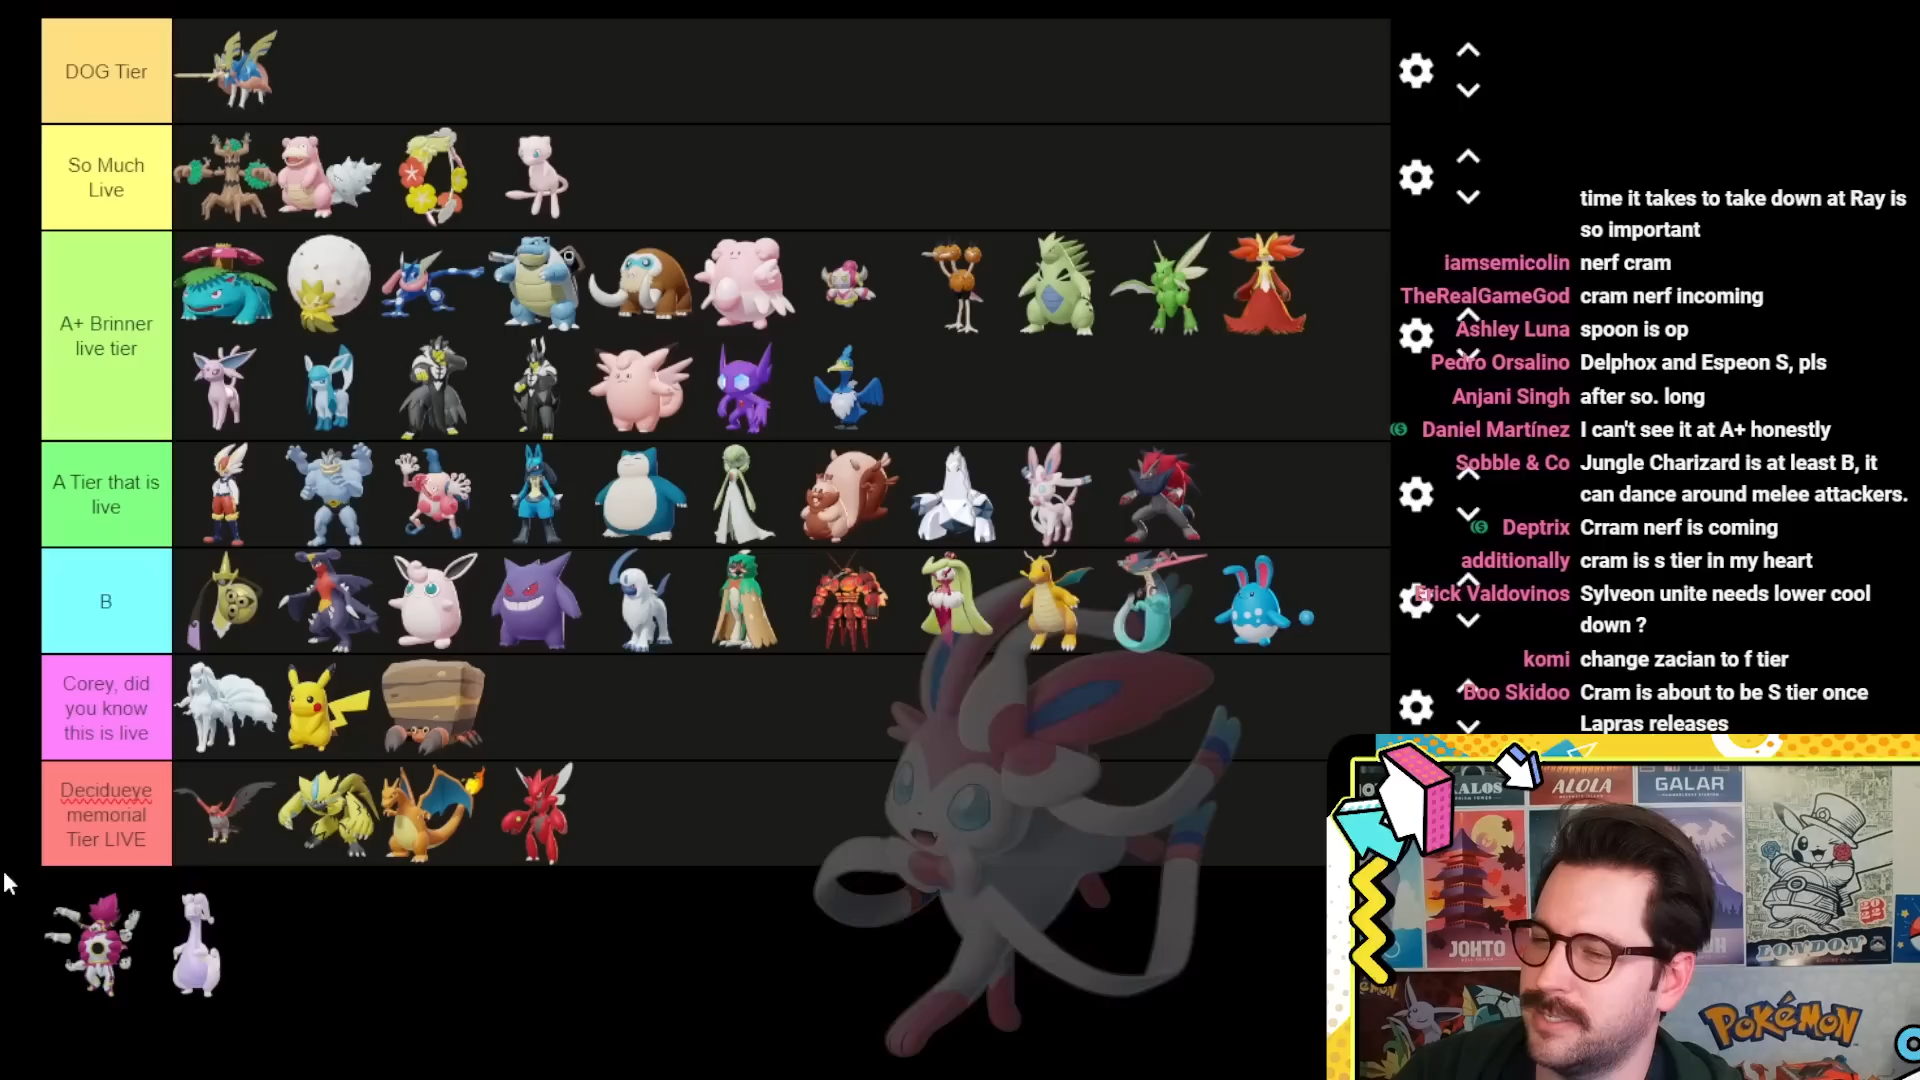 DOG Tier
So Much
Live
A+ Brinner
live tier
A Tier that is
live
B
Corey, did
you know
this is live
Decidueye
memorial
Tier LIVE
time it takes to take down at Ray is
so important
iamsemicolin nerf cram
TheRealGameGod cram nerf incoming
Ashley Luna spoon is op
Pedro Orsalino Delphox and Espeon S, pls
Anjani Singh after so. long
Daniel Martínez I can't see it at A+ honestly
Sobble & Co Jungle Charizard is at least B, it
can dance around melee attackers.
Deptrix Crram nerf is coming
additionally cram is s tier in my heart
Erick Valdovinos Sylveon unite needs lower cool
down ?
komi change zacian to f tier
Boo Skidoo Cram is about to be S tier once
Lapras releases
ALOLA
GALAR
JOHTO
LONDON
2022
POKéMON